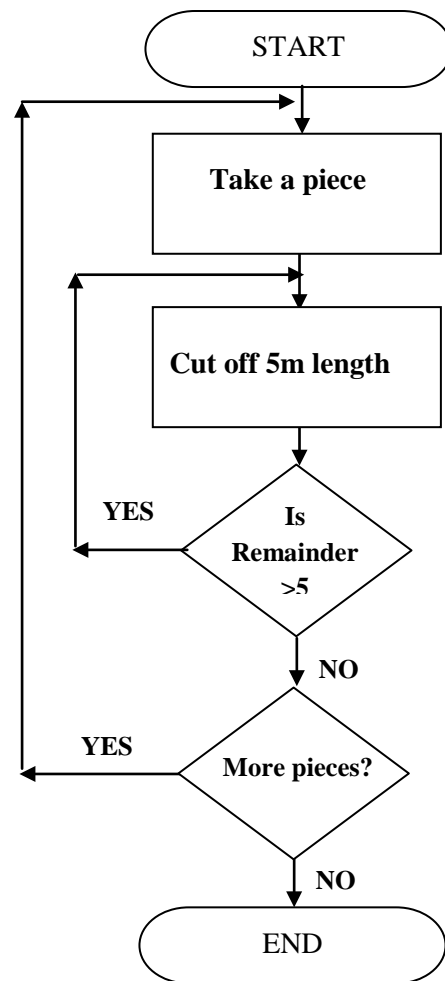 START
Take a piece
Cut off 5m length
YES
Is
Remainder
>5
NO
YES
More pieces?
NO
END